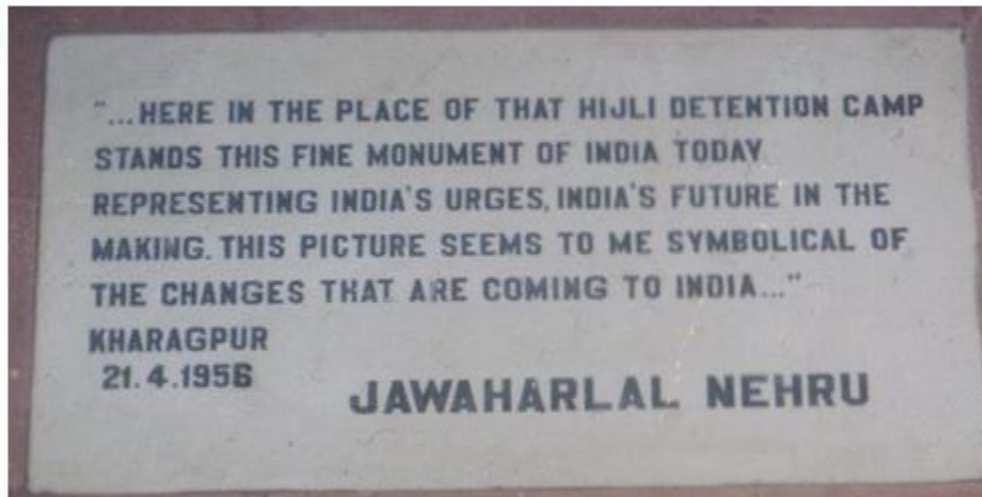 "...HERE IN THE PLACE OF THAT HIJLI DETENTION CAMP
STANDS THIS FINE MONUMENT OF INDIA TODAY
REPRESENTING INDIA'S URGES, INDIA'S FUTURE IN THE
MAKING. THIS PICTURE SEEMS TO ME SYMBOLICAL OF
THE CHANGES THAT ARE COMING TO INDIA..."
KHARAGPUR
21.4.1956
JAWAHARLAL NEHRU